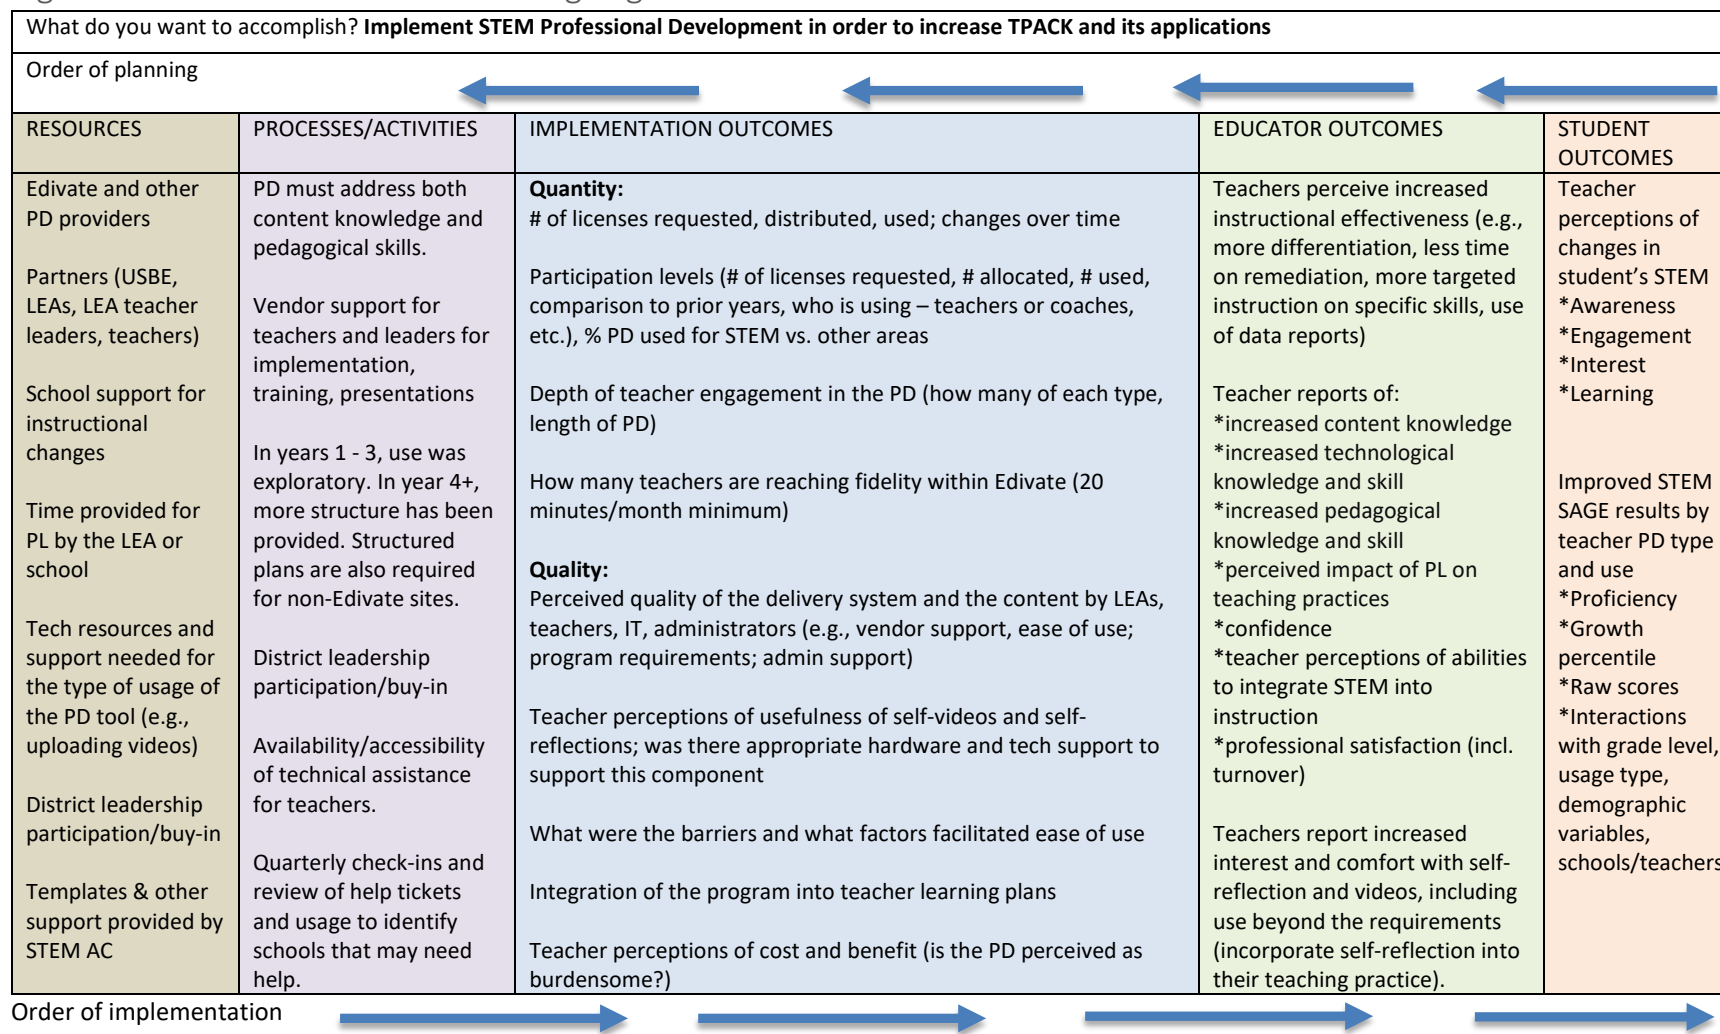 What do you want to accomplish? Implement STEM Professional Development in order to increase TPACK and its applications
Order of planning
RESOURCES
Edivate and other
PD providers
Partners (USBE,
LEAs, LEA teacher
leaders, teachers)
School support for
instructional
changes
Time provided for
PL by the LEA or
school
Tech resources and
support needed for
the type of usage of
the PD tool (e.g.,
uploading videos)
District leadership
participation/buy-in
Templates & other
support provided by
STEM AC
PROCESSES/ACTIVITIES
PD must address both
content knowledge and
pedagogical skills.
Vendor support for
teachers and leaders for
implementation,
training, presentations
In years 1 - 3, use was
exploratory. In year 4+,
more structure has been
provided. Structured
plans are also required
for non-Edivate sites.
District leadership
participation/buy-in
Availability/accessibility
of technical assistance
for teachers.
Quarterly check-ins and
review of help tickets
and usage to identify
schools that may need
help.
IMPLEMENTATION OUTCOMES
Quantity:
# of licenses requested, distributed, used; changes over time
Participation levels (# of licenses requested, # allocated, # used,
comparison to prior years, who is using – teachers or coaches,
etc.), % PD used for STEM vs. other areas
Depth of teacher engagement in the PD (how many of each type,
length of PD)
How many teachers are reaching fidelity within Edivate (20
minutes/month minimum)
Quality:
Perceived quality of the delivery system and the content by LEAs,
teachers, IT, administrators (e.g., vendor support, ease of use;
program requirements; admin support)
Teacher perceptions of usefulness of self-videos and self-
reflections; was there appropriate hardware and tech support to
support this component
What were the barriers and what factors facilitated ease of use
Integration of the program into teacher learning plans
Teacher perceptions of cost and benefit (is the PD perceived as
burdensome?)
EDUCATOR OUTCOMES
Teachers perceive increased
instructional effectiveness (e.g.,
more differentiation, less time
on remediation, more targeted
instruction on specific skills, use
of data reports)
Teacher reports of:
*increased content knowledge
*increased technological
knowledge and skill
*increased pedagogical
knowledge and skill
*perceived impact of PL on
teaching practices
*confidence
*teacher perceptions of abilities
to integrate STEM into
instruction
*professional satisfaction (incl.
turnover)
Teachers report increased
interest and comfort with self-
reflection and videos, including
use beyond the requirements
(incorporate self-reflection into
their teaching practice).
STUDENT
OUTCOMES
Teacher
perceptions of
changes in
student’s STEM
*Awareness
*Engagement
*Interest
*Learning
Improved STEM
SAGE results by
teacher PD type
and use
*Proficiency
*Growth
percentile
*Raw scores
*Interactions
with grade level,
usage type,
demographic
variables,
schools/teachers
Order of implementation